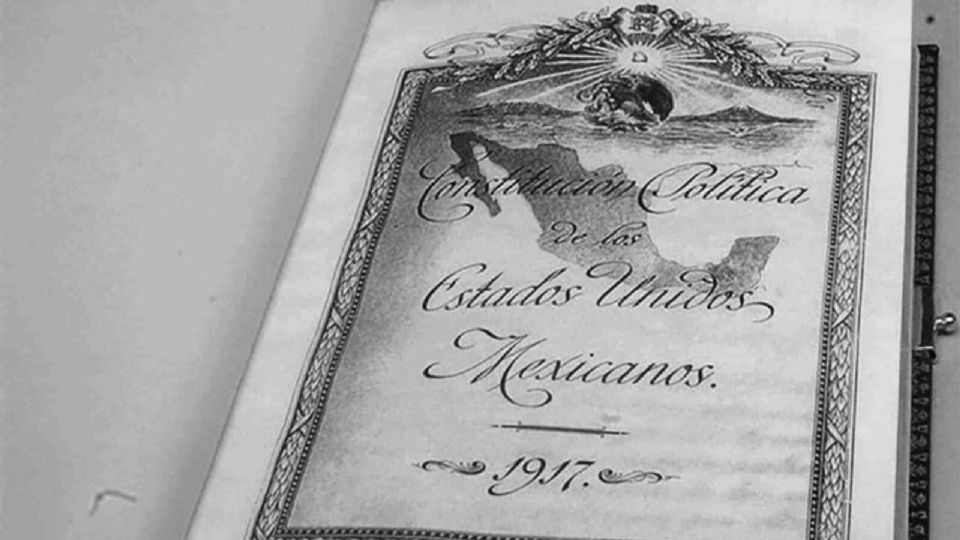 Constitución Política
de los
Estados Unidos
Mexicanos.
1917.